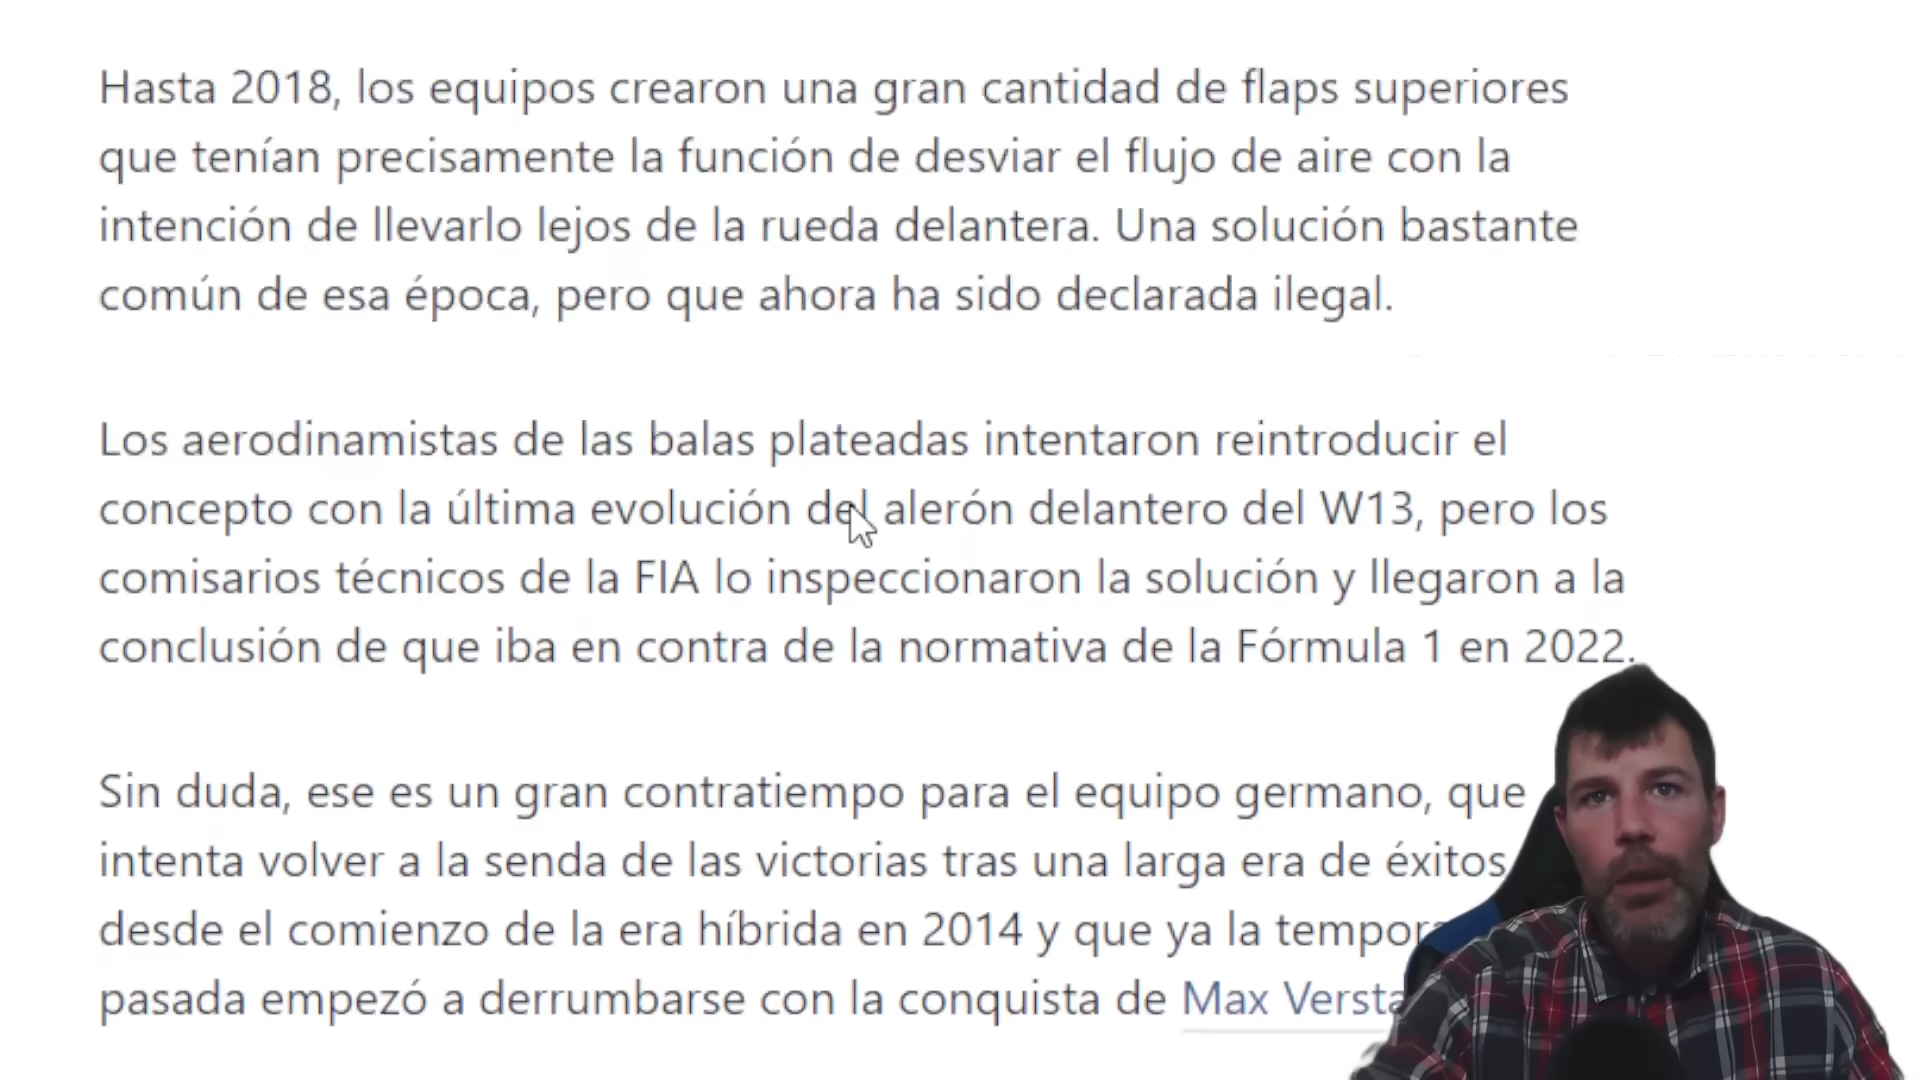 Hasta 2018, los equipos crearon una gran cantidad de flaps superiores
que tenían precisamente la función de desviar el flujo de aire con la
intención de llevarlo lejos de la rueda delantera. Una solución bastante
común de esa época, pero que ahora ha sido declarada ilegal.
Los aerodinamistas de las balas plateadas intentaron reintroducir el
concepto con la última evolución del alerón delantero del W13, pero los
comisarios técnicos de la FIA lo inspeccionaron la solución y llegaron a la
conclusión de que iba en contra de la normativa de la Fórmula 1 en 2022.
Sin duda, ese es un gran contratiempo para el equipo germano, que
intenta volver a la senda de las victorias tras una larga era de éxitos
desde el comienzo de la era híbrida en 2014 y que ya la
pasada empezó a derrumbarse con la conquista de Max